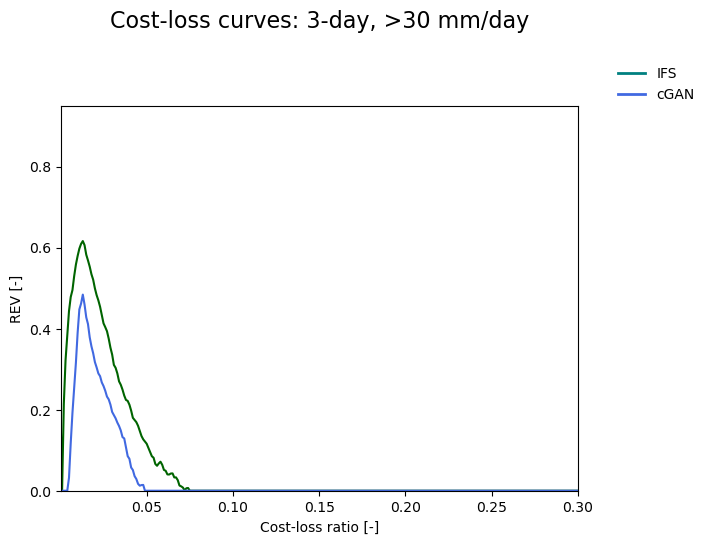 Cost-loss curves: 3-day, >30 mm/day
IFS
cGAN
0.8
0.6
0.4
0.2
0.0
REV [-]
0.05 0.10 0.15 0.20 0.25 0.30
Cost-loss ratio [-]